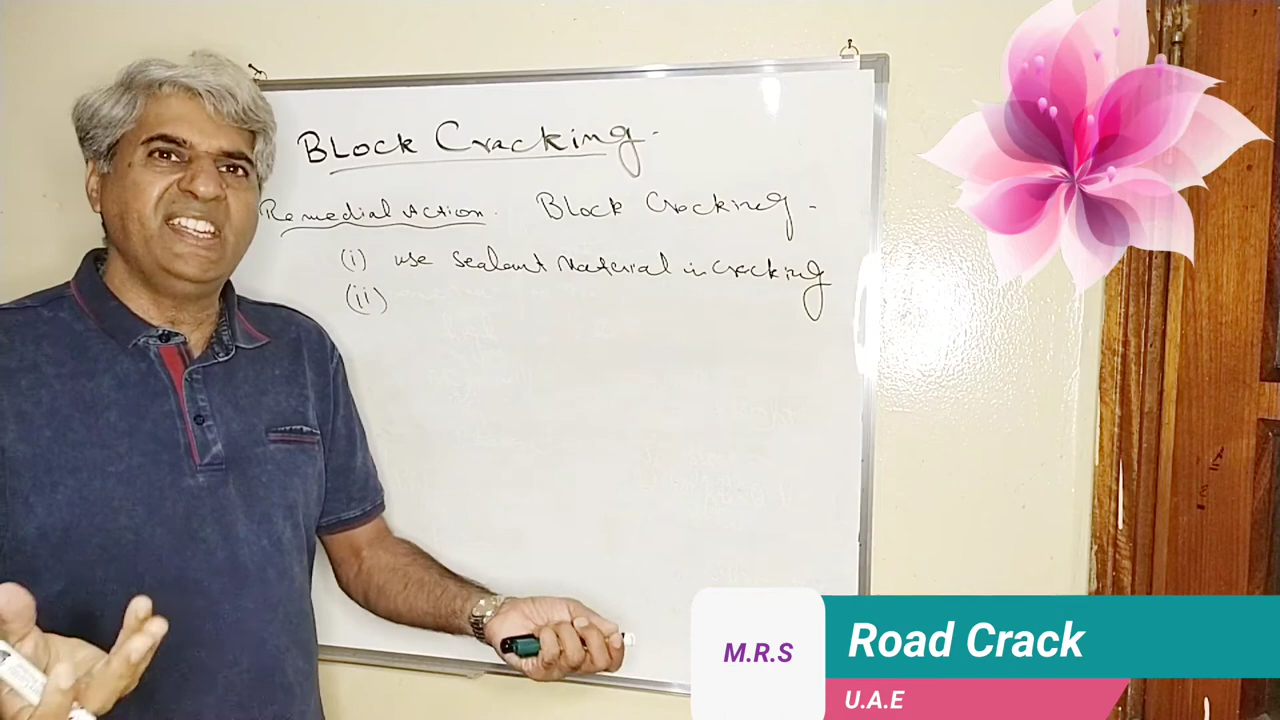 Block Cracking.
Remedial Action. Block Cracking.
(i) use Sealant Material in cracking
(ii)
M.R.S
Road Crack
U.A.E